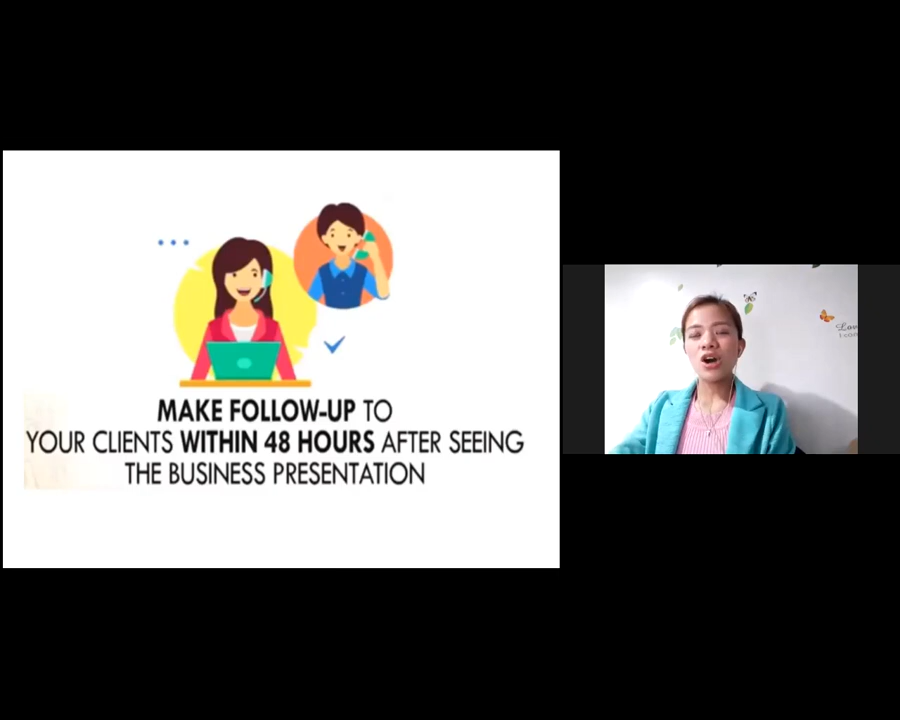 MAKE FOLLOW-UP TO
YOUR CLIENTS WITHIN 48 HOURS AFTER SEEING
THE BUSINESS PRESENTATION